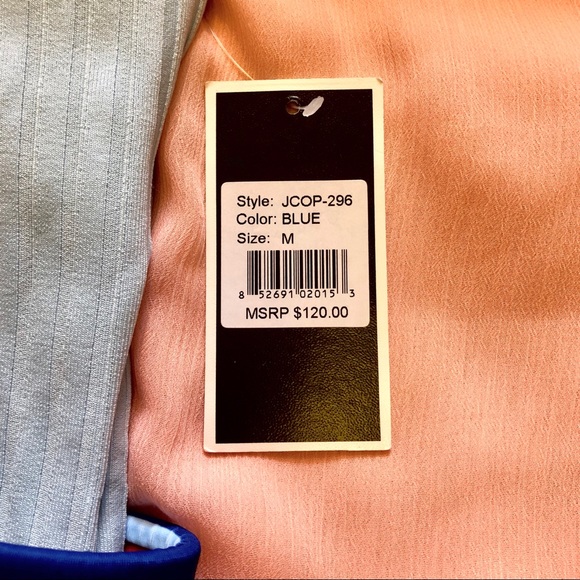 Style: JCOP-296
Color: BLUE
Size: M
8 52691 02015 3
MSRP $120.00